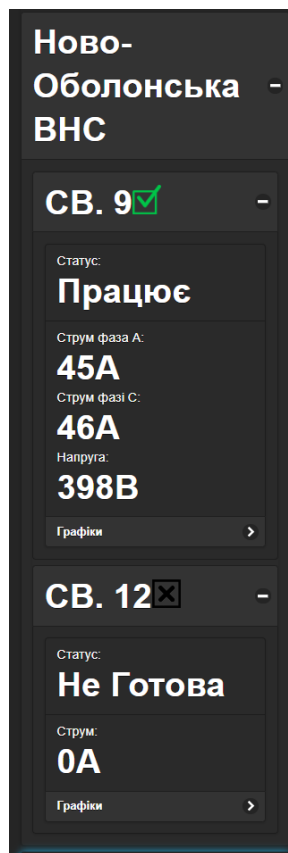 Ново-
Оболонська
ВНС
СВ. 9
Статус:
Працює
Струм фаза А:
45А
Струм фазі С:
46А
Напруга:
398В
Графіки
СВ. 12
Статус:
Не Готова
Струм:
0А
Графіки